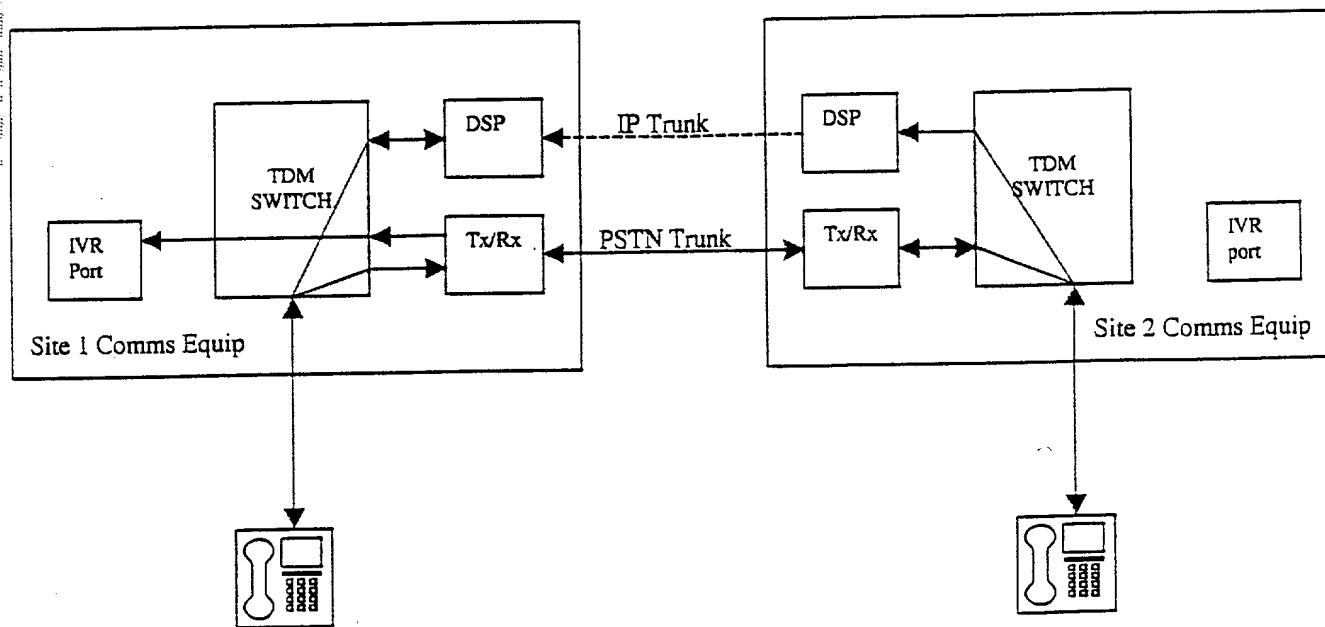 DSP
IP Trunk
DSP
TDM
SWITCH
TDM
SWITCH
IVR
Port
Tx/Rx
PSTN Trunk
Tx/Rx
IVR
port
Site 1 Comms Equip
Site 2 Comms Equip